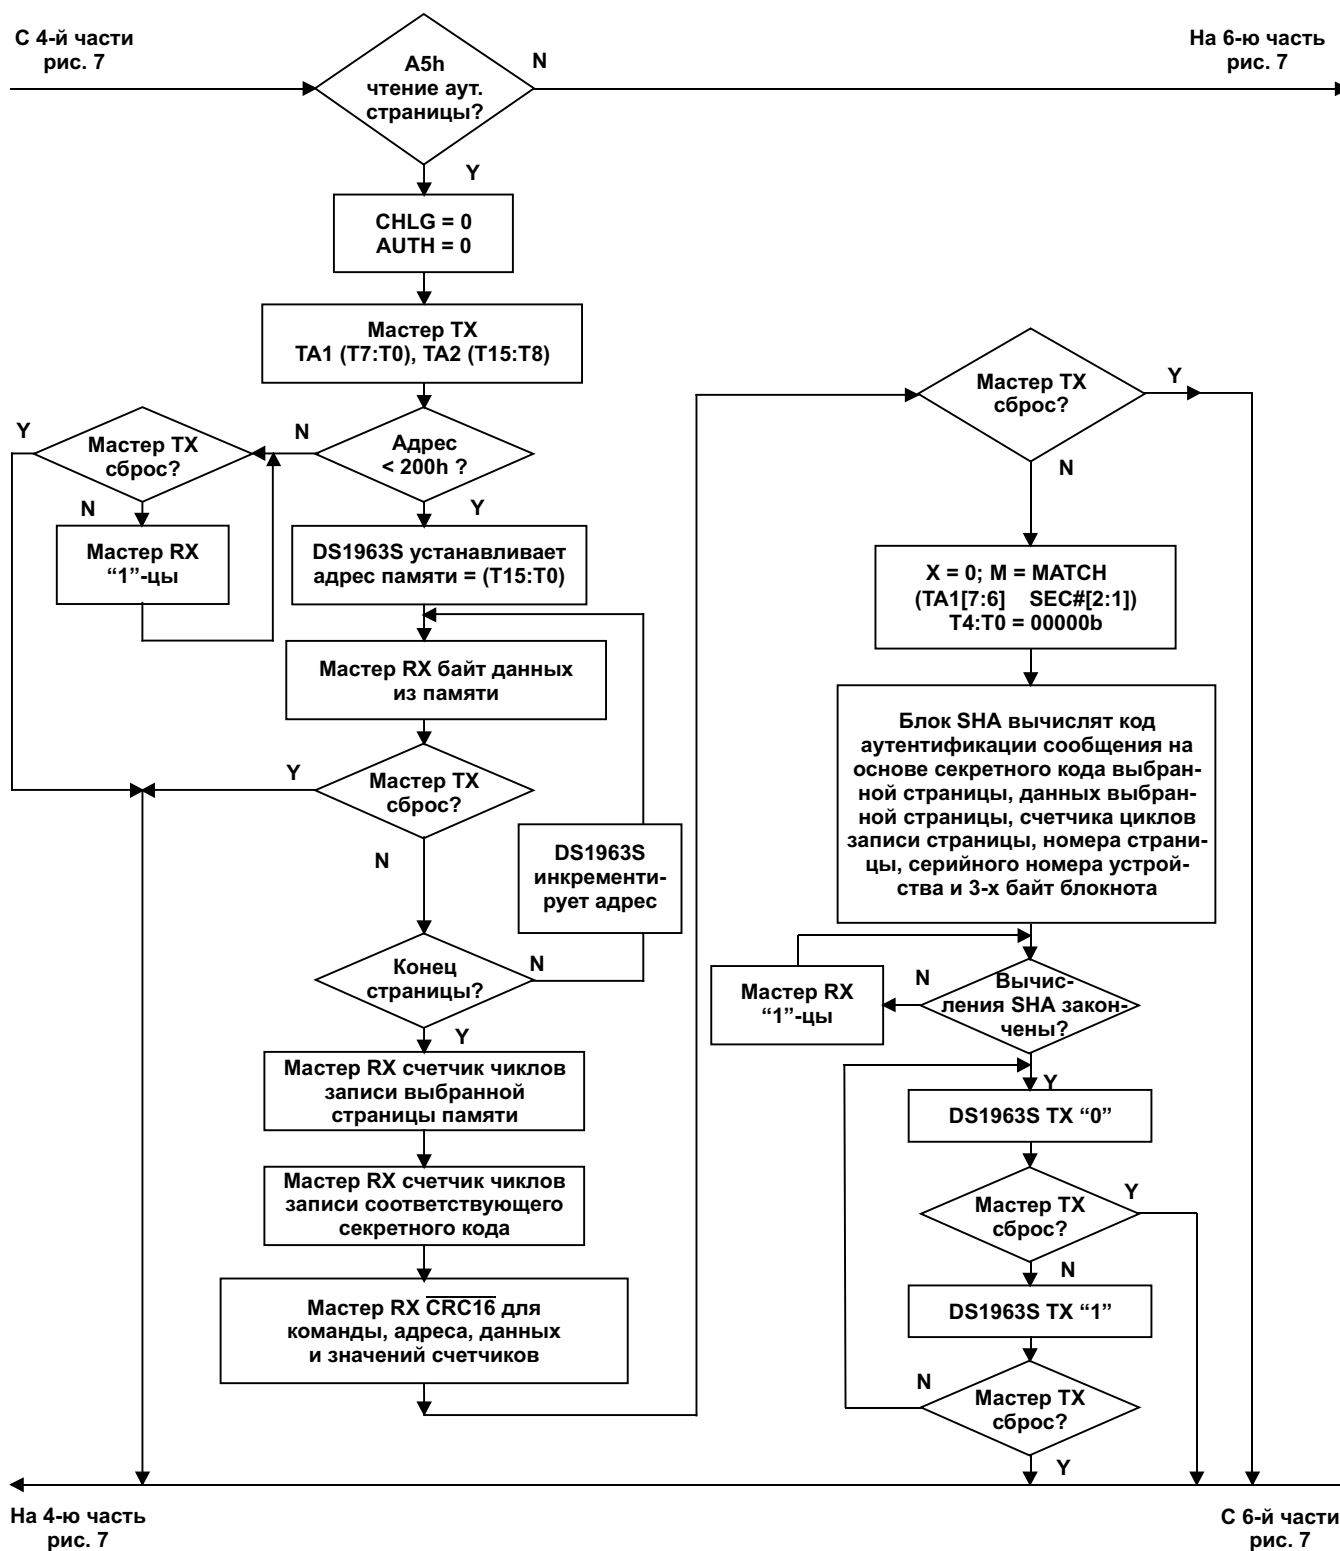 С 4-й части
рис. 7
A5h
чтение аут.
страницы?
N
На 6-ю часть
рис. 7
Y
CHLG = 0
AUTH = 0
Мастер TX
TA1 (T7:T0), TA2 (T15:T8)
Адрес
< 200h ?
N
Y
Мастер TX
сброс?
Y
N
Мастер RX
“1”-цы
DS1963S устанавливает
адрес памяти = (T15:T0)
Мастер RX байт данных
из памяти
Мастер TX
сброс?
Y
N
DS1963S
инкременти-
рует адрес
Конец
страницы?
N
Y
Мастер RX счетчик чиклов
записи выбранной
страницы памяти
Мастер RX счетчик чиклов
записи соответствующего
секретного кода
Мастер RX CRC16 для
команды, адреса, данных
и значений счетчиков
Мастер TX
сброс?
Y
N
X = 0; M = MATCH
(TA1[7:6] SEC#[2:1])
T4:T0 = 00000b
Блок SHA вычислят код
аутентификации сообщения на
основе секретного кода выбран-
ной страницы, данных выбран-
ной страницы, счетчика циклов
записи страницы, номера страни-
цы, серийного номера устрой-
ства и 3-х байт блокнота
Вычис-
ления SHA закон-
чены?
N
Мастер RX
“1”-цы
Y
DS1963S TX “0”
Мастер TX
сброс?
Y
N
DS1963S TX “1”
Мастер TX
сброс?
N
Y
На 4-ю часть
рис. 7
С 6-й части
рис. 7